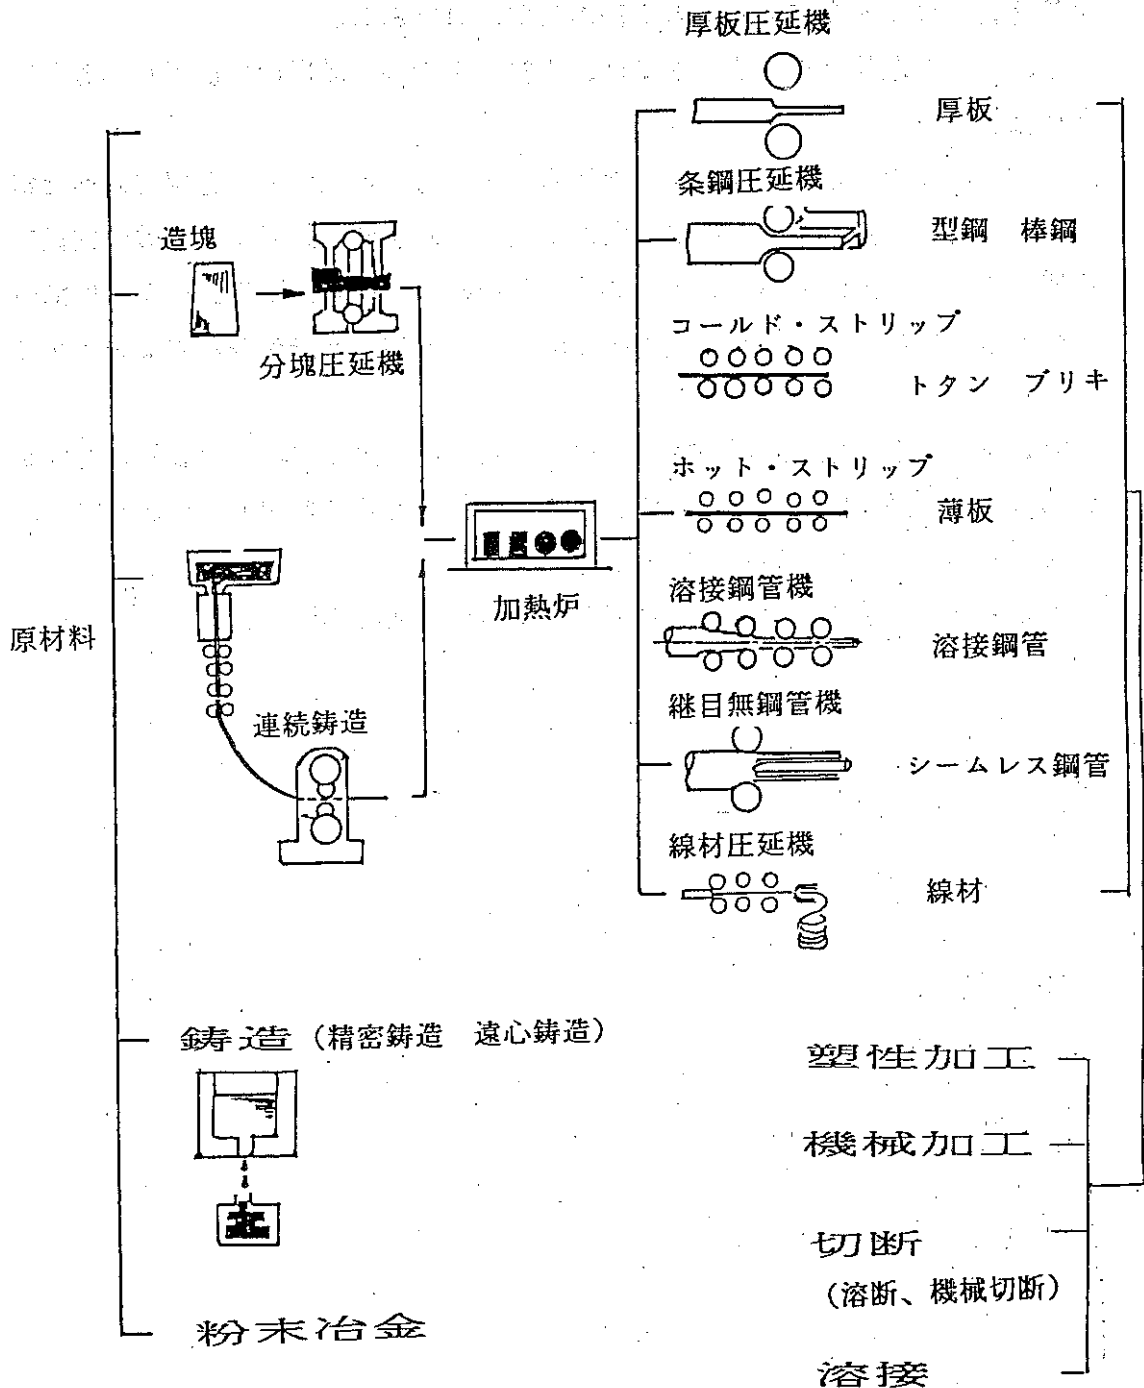 原材料
造塊
分塊圧延機
連続鋳造
加熱炉
鋳造（精密鋳造　遠心鋳造）
粉末冶金
厚板圧延機
厚板
条鋼圧延機
型鋼　棒鋼
コールド・ストリップ
トタン　ブリキ
ホット・ストリップ
薄板
溶接鋼管機
溶接鋼管
継目無鋼管機
シームレス鋼管
線材圧延機
線材
塑性加工
機械加工
切断
（溶断、機械切断）
溶接